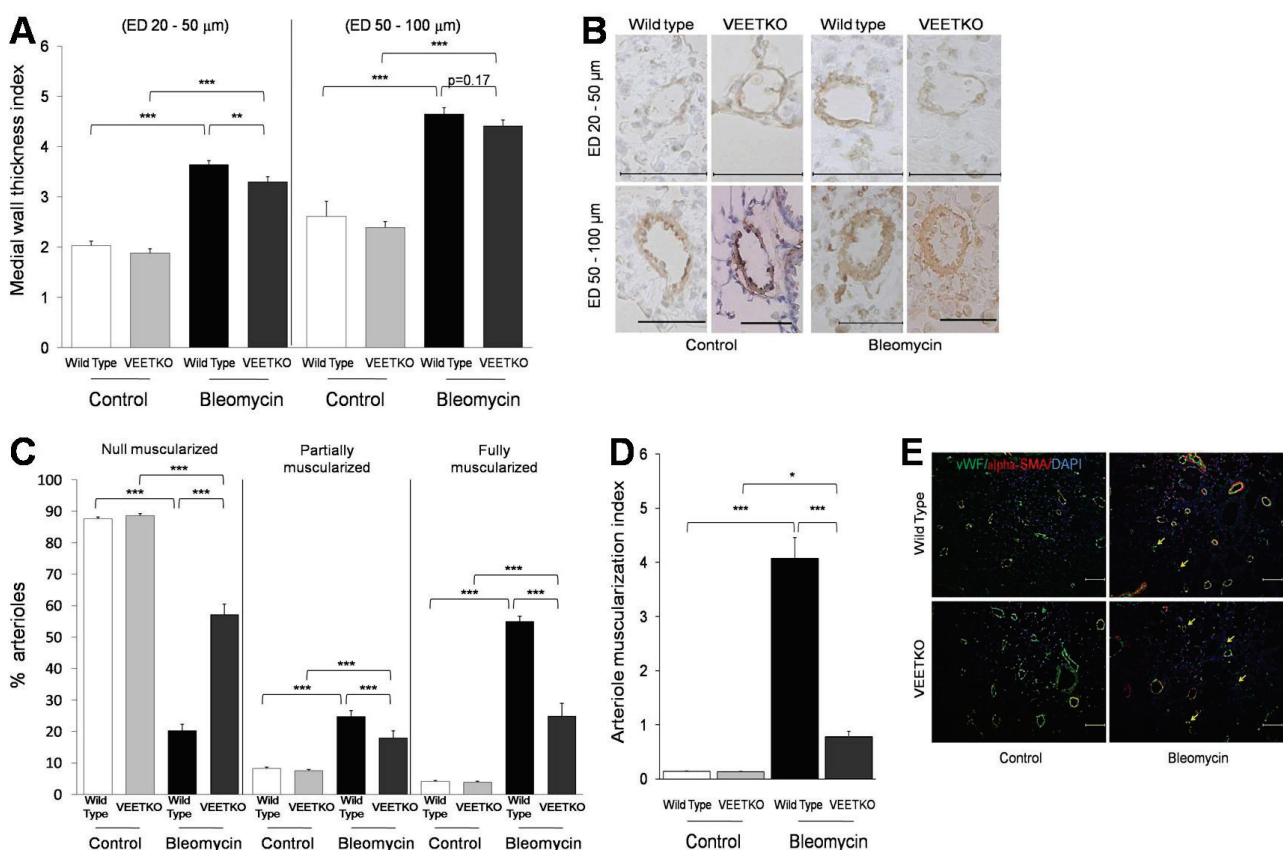 A
(ED 20 - 50 µm)
(ED 50 - 100 µm)
Medial wall thickness index
6
5
4
3
2
1
0
***
***
**
***
***
p=0.17
Wild Type VEETKO Wild Type VEETKO Wild Type VEETKO Wild Type VEETKO
Control Bleomycin Control Bleomycin
B
Wild type VEETKO Wild type VEETKO
ED 20 - 50 µm
ED 50 - 100 µm
Control Bleomycin
C
Null muscularized
Partially
muscularized
Fully
muscularized
% arterioles
100
90
80
70
60
50
40
30
20
10
0
***
*** ***
***
*** ***
***
*** ***
Wild
Type VEETKO Wild
Type VEETKO Wild
Type VEETKO Wild
Type VEETKO Wild
Type VEETKO Wild
Type VEETKO
Control Bleomycin Control Bleomycin Control Bleomycin
D
Arteriole muscularization index
6
5
4
3
2
1
0
*
*** ***
Wild Type VEETKO Wild Type VEETKO
Control Bleomycin
E
vWF/alpha-SMA/DAPI
Wild Type
VEETKO
Control Bleomycin